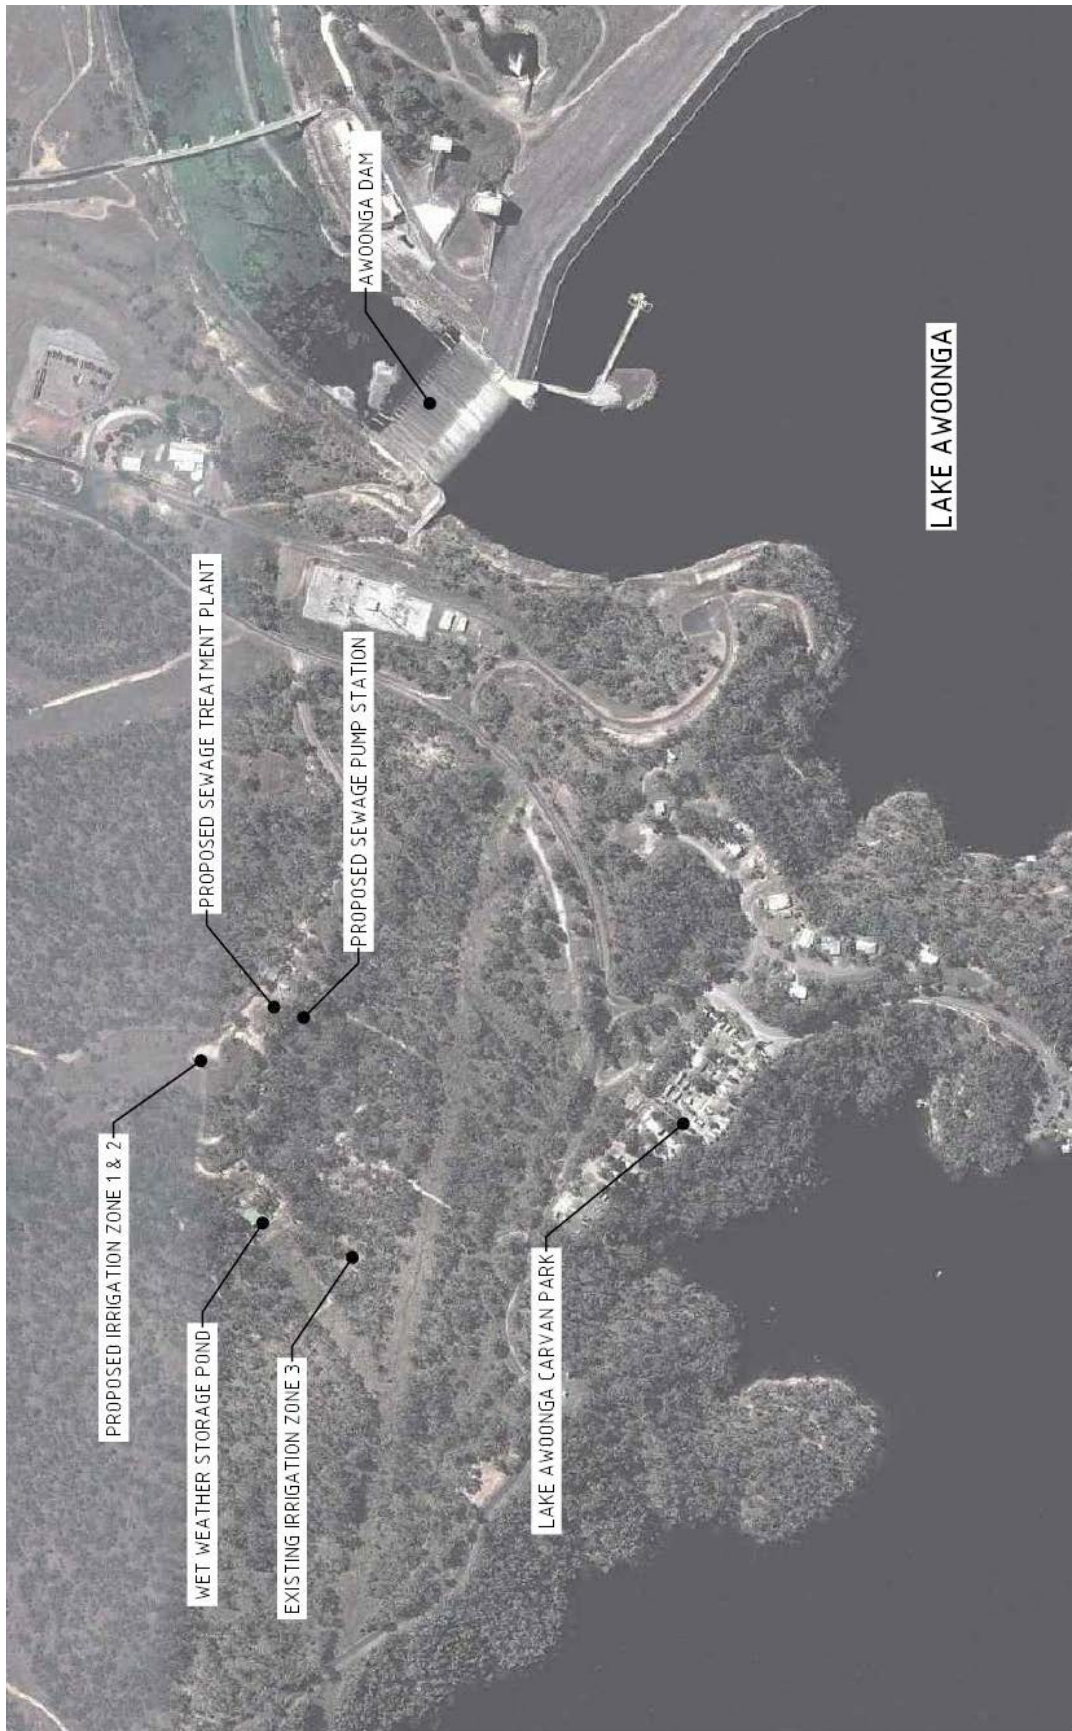 PROPOSED IRRIGATION ZONE 1 & 2
WET WEATHER STORAGE POND
PROPOSED SEWAGE TREATMENT PLANT
EXISTING IRRIGATION ZONE 3
PROPOSED SEWAGE PUMP STATION
AWOONGA DAM
LAKE AWOONGA CARVAN PARK
LAKE AWOONGA